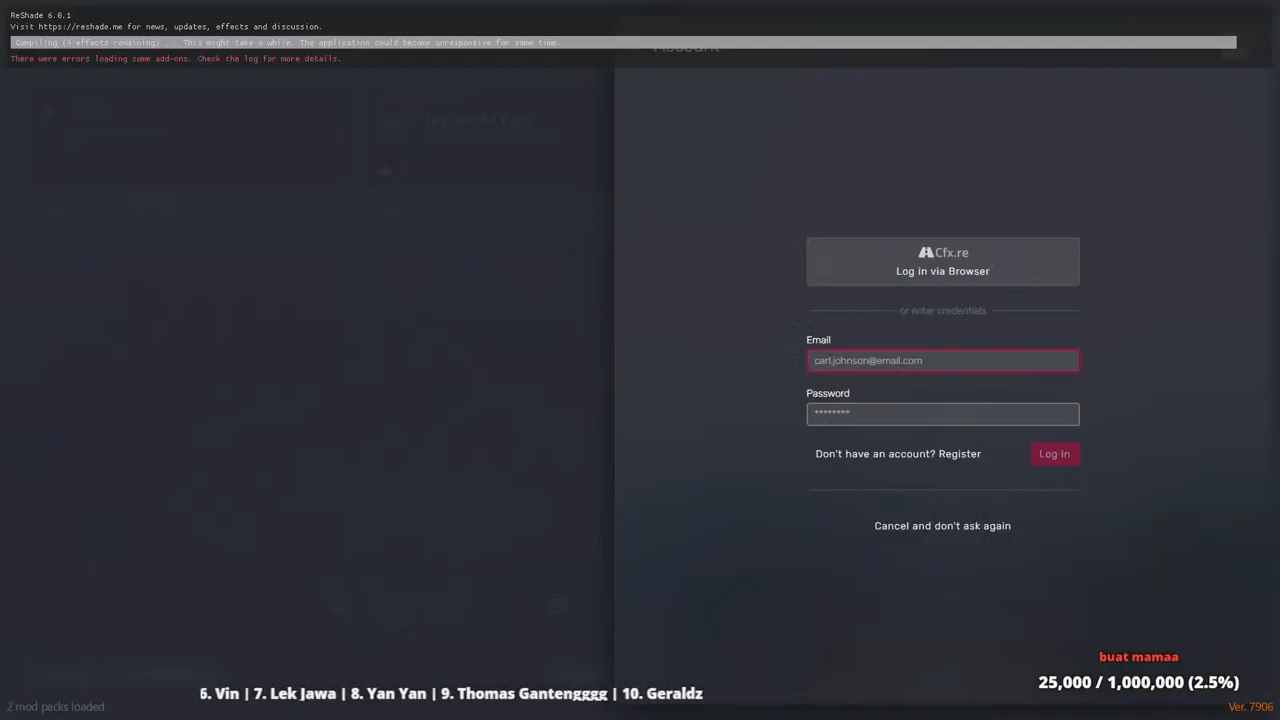 ReShade 6.0.1
Visit https://reshade.me for news, updates, effects and discussion.
Compiling (9 effects remaining) ... This might take a while. The application could become unresponsive for some time.
There were errors loading some add-ons. Check the log for more details.
Account
Cfx.re
Log in via Browser
or enter credentials
Email
carl.johnson@email.com
Password
********
Don't have an account? Register
Log in
Cancel and don't ask again
buat mamaa
25,000 / 1,000,000 (2.5%)
6. Vin | 7. Lek Jawa | 8. Yan Yan | 9. Thomas Gantengggg | 10. Geraldz
2 mod packs loaded
Ver. 7906